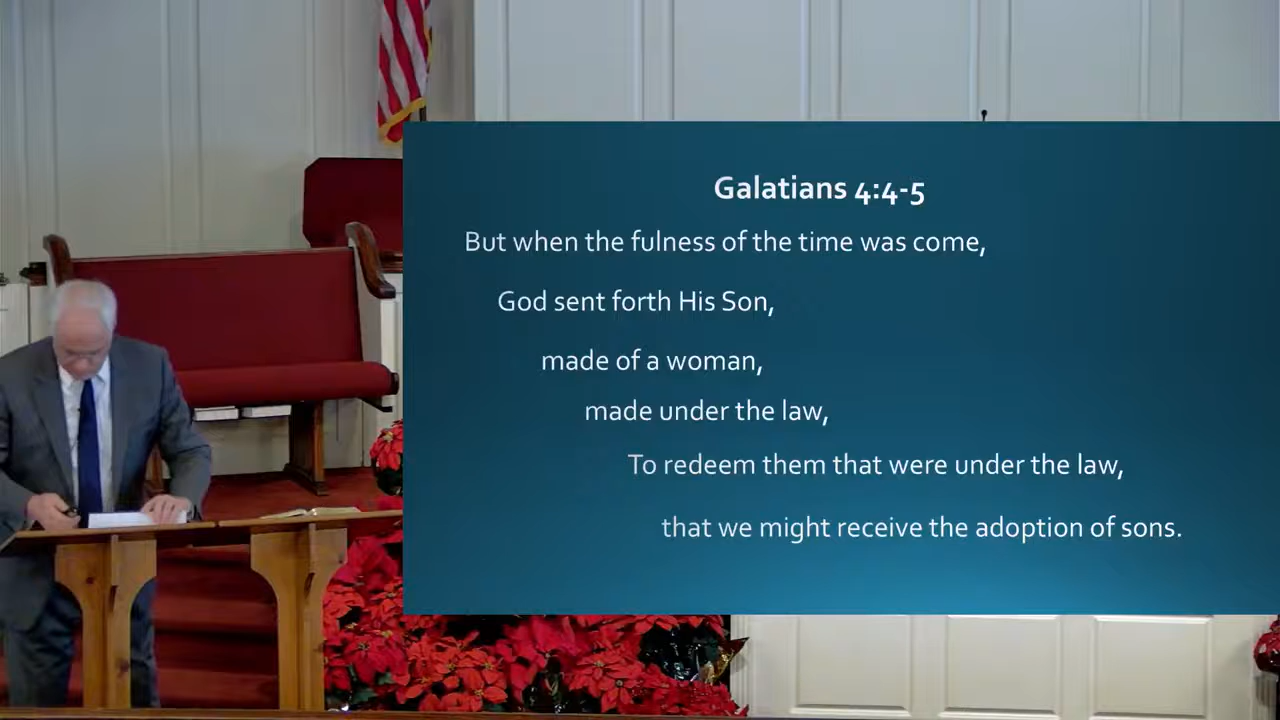 Galatians 4:4-5
But when the fulness of the time was come,
God sent forth His Son,
made of a woman,
made under the law,
To redeem them that were under the law,
that we might receive the adoption of sons.